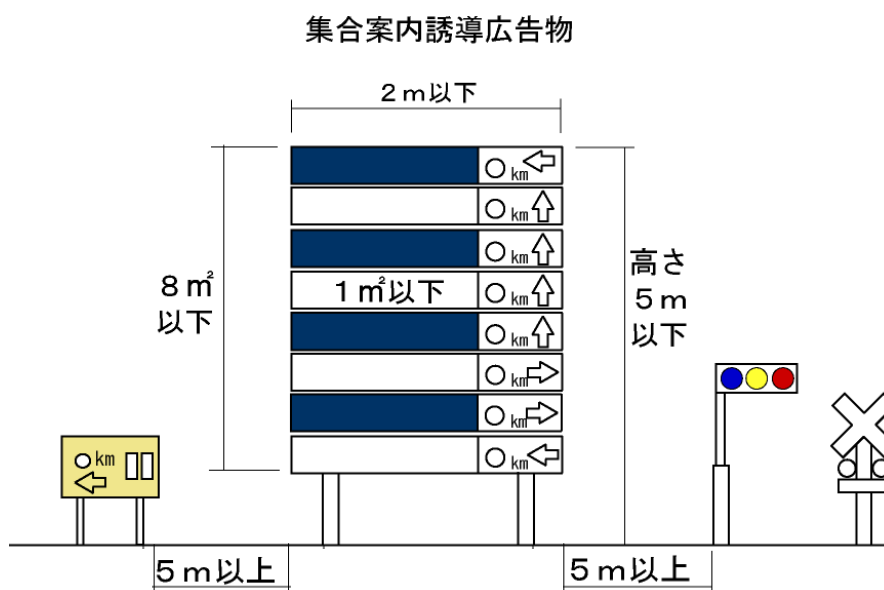 集合案内誘導広告物
２ｍ以下
○ km
○ km
○ km
８㎡
以下
１㎡以下
○ km
高さ
５ｍ
以下
○ km
○ km
○ km
○ km
○ km
５ｍ以上
５ｍ以上